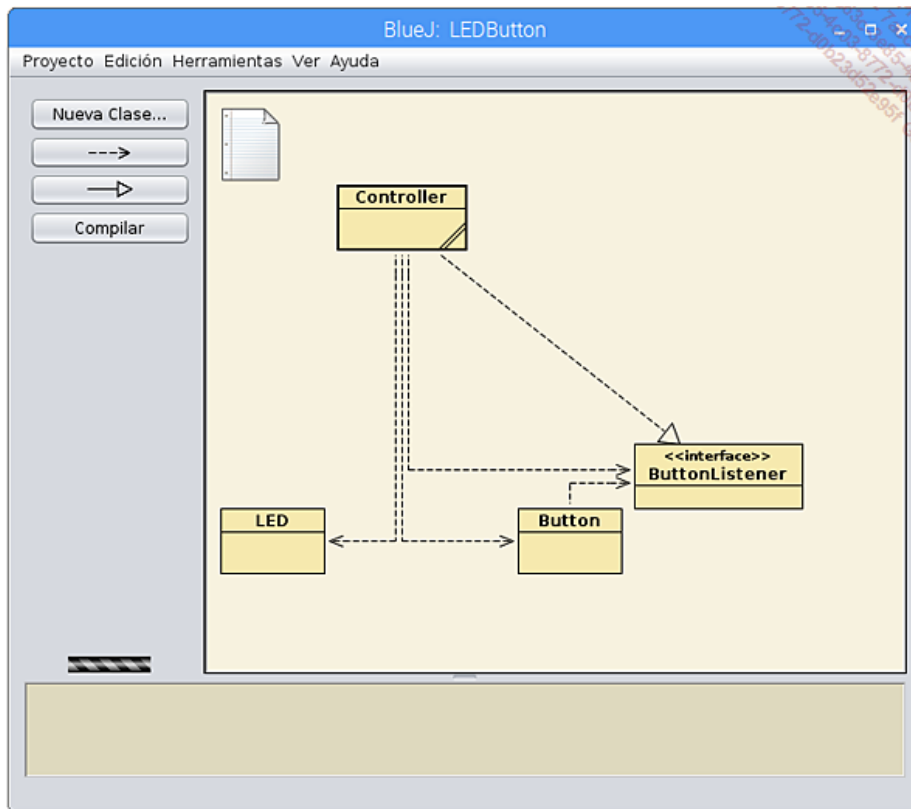 BlueJ: LEDButton
Proyecto Edición Herramientas Ver Ayuda
Nueva Clase...
Compilar
Controller
<<interface>>
ButtonListener
LED
Button